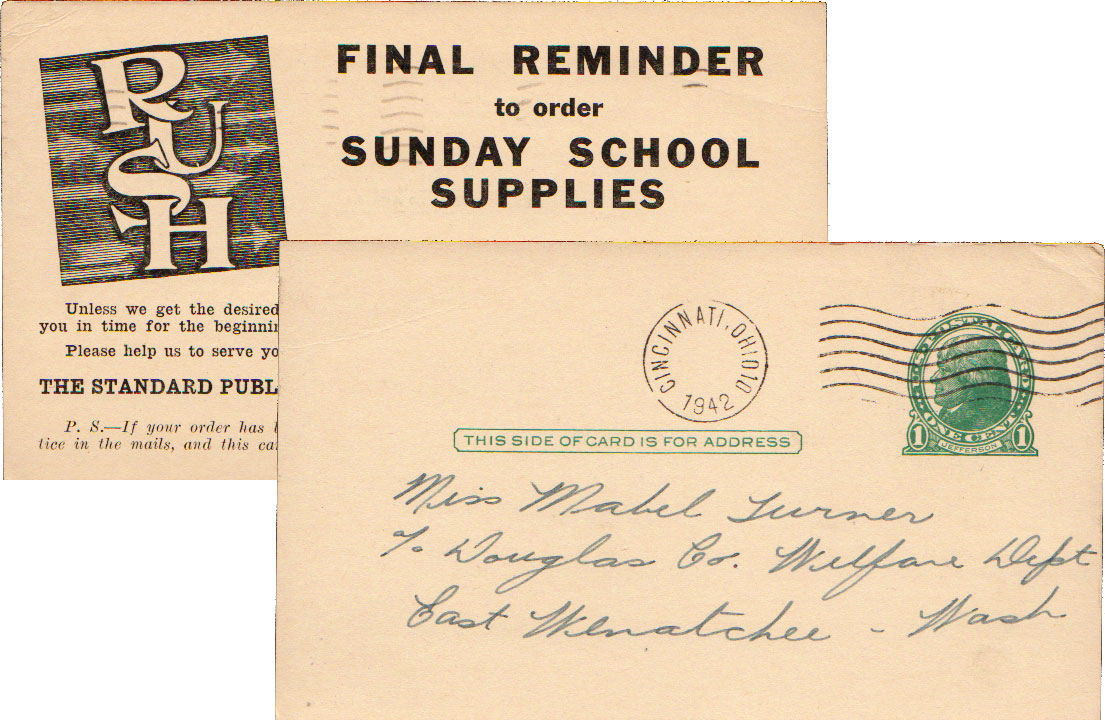 RUSH
FINAL REMINDER
to order
SUNDAY SCHOOL
SUPPLIES
Unless we get the desired
you in time for the beginni
Please help us to serve yo
THE STANDARD PUBL
P. S.—If your order has
tice in the mails, and this ca
CINCINNATI, OHIO 10
1942
ONE CENT
1 JEFFERSON 1
THIS SIDE OF CARD IS FOR ADDRESS
Miss Mabel Turner
℅ Douglas Co. Welfare Dept
East Wenatchee - Wash